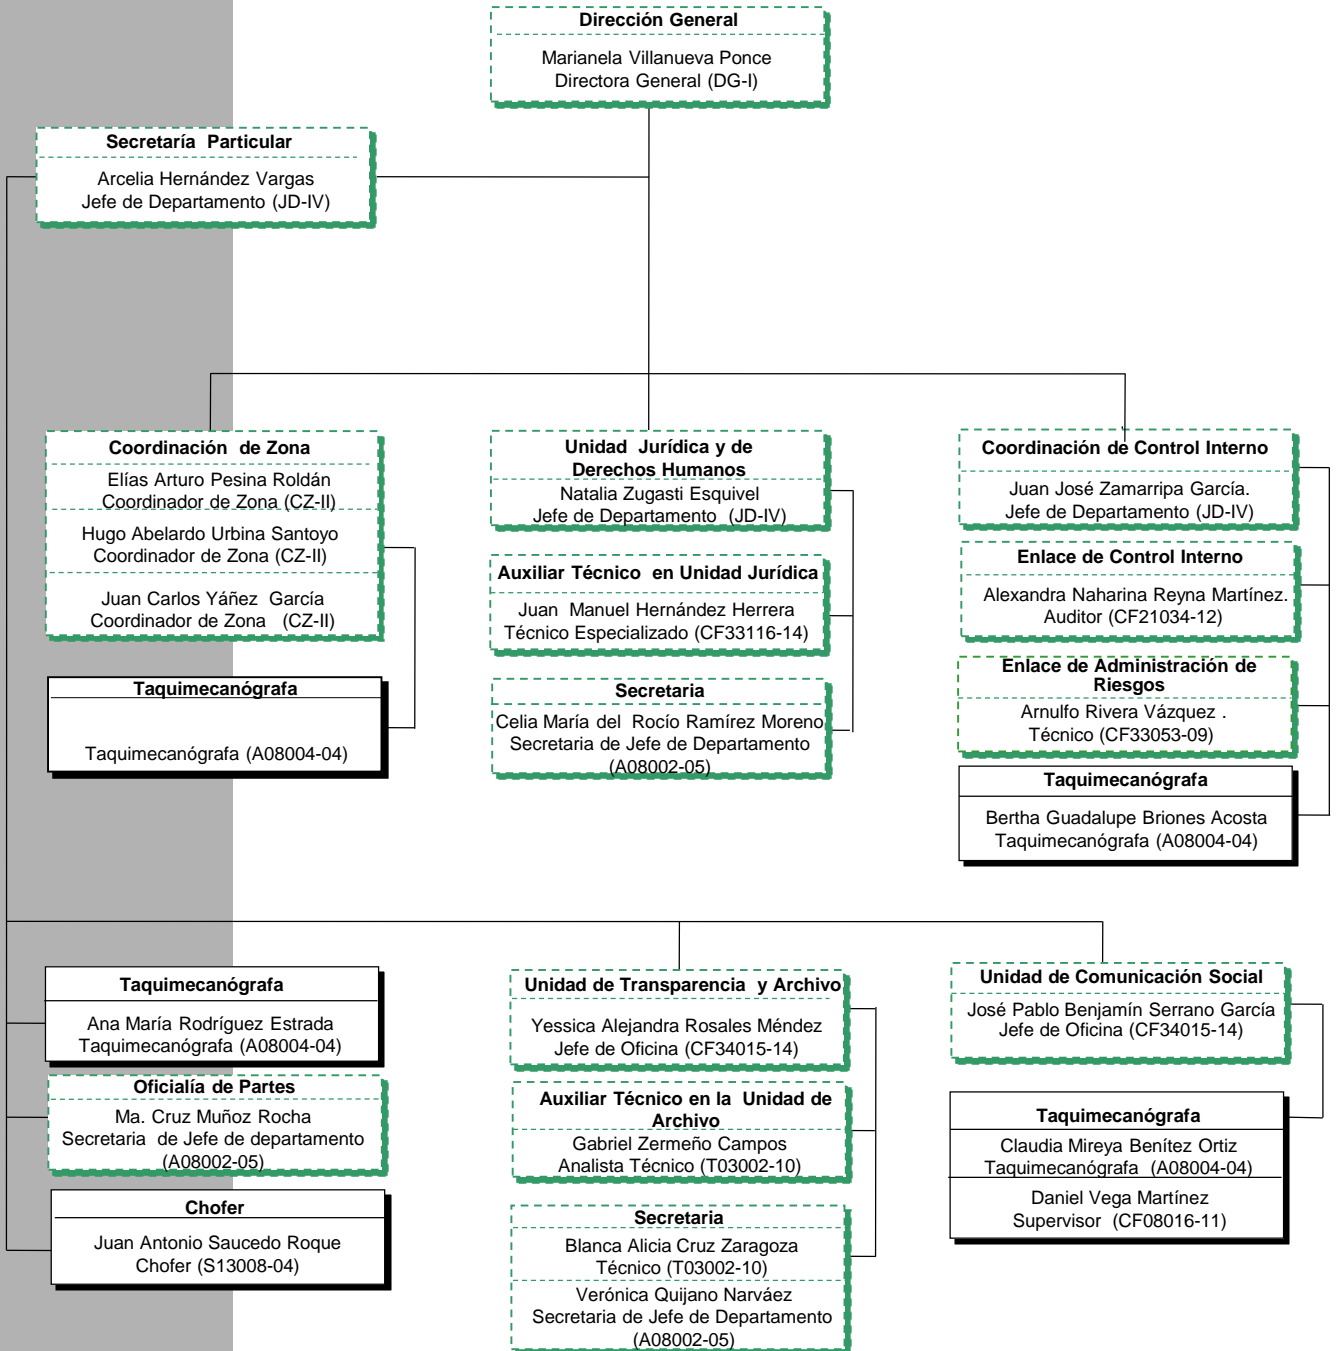 Dirección General
Marianela Villanueva Ponce
Directora General (DG-I)
Secretaría Particular
Arcelia Hernández Vargas
Jefe de Departamento (JD-IV)
Coordinación de Zona
Elías Arturo Pesina Roldán
Coordinador de Zona (CZ-II)
Hugo Abelardo Urbina Santoyo
Coordinador de Zona (CZ-II)
Juan Carlos Yáñez García
Coordinador de Zona (CZ-II)
Taquimecanógrafa
Taquimecanógrafa (A08004-04)
Unidad Jurídica y de
Derechos Humanos
Natalia Zugasti Esquivel
Jefe de Departamento (JD-IV)
Auxiliar Técnico en Unidad Jurídica
Juan Manuel Hernández Herrera
Técnico Especializado (CF33116-14)
Secretaria
Celia María del Rocío Ramírez Moreno
Secretaria de Jefe de Departamento
(A08002-05)
Coordinación de Control Interno
Juan José Zamarripa García.
Jefe de Departamento (JD-IV)
Enlace de Control Interno
Alexandra Naharina Reyna Martínez.
Auditor (CF21034-12)
Enlace de Administración de
Riesgos
Arnulfo Rivera Vázquez .
Técnico (CF33053-09)
Taquimecanógrafa
Bertha Guadalupe Briones Acosta
Taquimecanógrafa (A08004-04)
Taquimecanógrafa
Ana María Rodríguez Estrada
Taquimecanógrafa (A08004-04)
Oficialía de Partes
Ma. Cruz Muñoz Rocha
Secretaria de Jefe de departamento
(A08002-05)
Chofer
Juan Antonio Saucedo Roque
Chofer (S13008-04)
Unidad de Transparencia y Archivo
Yessica Alejandra Rosales Méndez
Jefe de Oficina (CF34015-14)
Auxiliar Técnico en la Unidad de
Archivo
Gabriel Zermeño Campos
Analista Técnico (T03002-10)
Secretaria
Blanca Alicia Cruz Zaragoza
Técnico (T03002-10)
Verónica Quijano Narváez
Secretaria de Jefe de Departamento
(A08002-05)
Unidad de Comunicación Social
José Pablo Benjamín Serrano García
Jefe de Oficina (CF34015-14)
Taquimecanógrafa
Claudia Mireya Benítez Ortiz
Taquimecanógrafa (A08004-04)
Daniel Vega Martínez
Supervisor (CF08016-11)